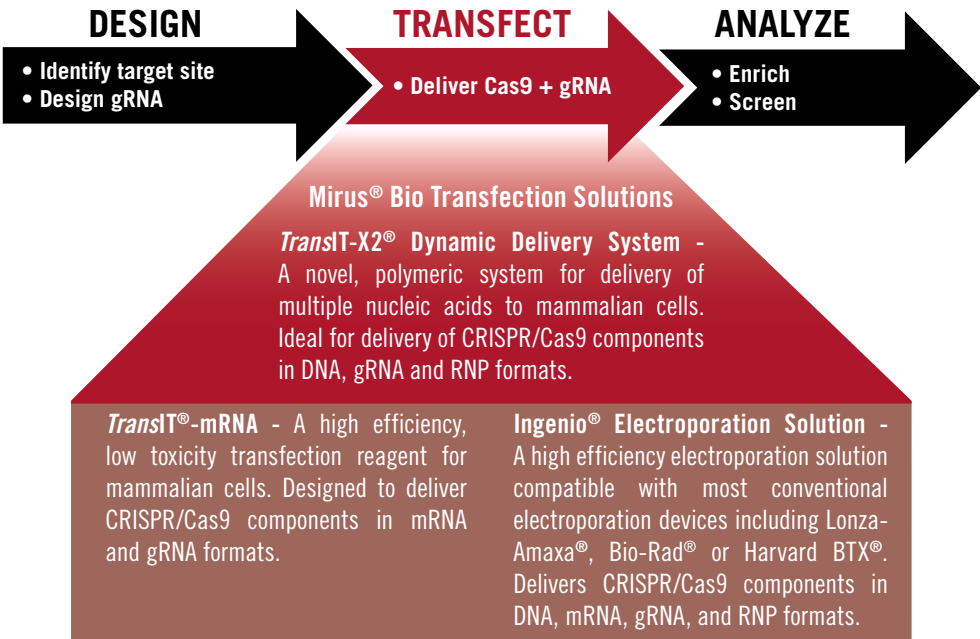 DESIGN
• Identify target site
• Design gRNA
TRANSFECT
• Deliver Cas9 + gRNA
ANALYZE
• Enrich
• Screen
Mirus® Bio Transfection Solutions
TransIT-X2® Dynamic Delivery System -
A novel, polymeric system for delivery of
multiple nucleic acids to mammalian cells.
Ideal for delivery of CRISPR/Cas9 components
in DNA, gRNA and RNP formats.
TransIT®-mRNA - A high efficiency,
low toxicity transfection reagent for
mammalian cells. Designed to deliver
CRISPR/Cas9 components in mRNA
and gRNA formats.
Ingenio® Electroporation Solution -
A high efficiency electroporation solution
compatible with most conventional
electroporation devices including Lonza-
Amaxa®, Bio-Rad® or Harvard BTX®.
Delivers CRISPR/Cas9 components in
DNA, mRNA, gRNA, and RNP formats.